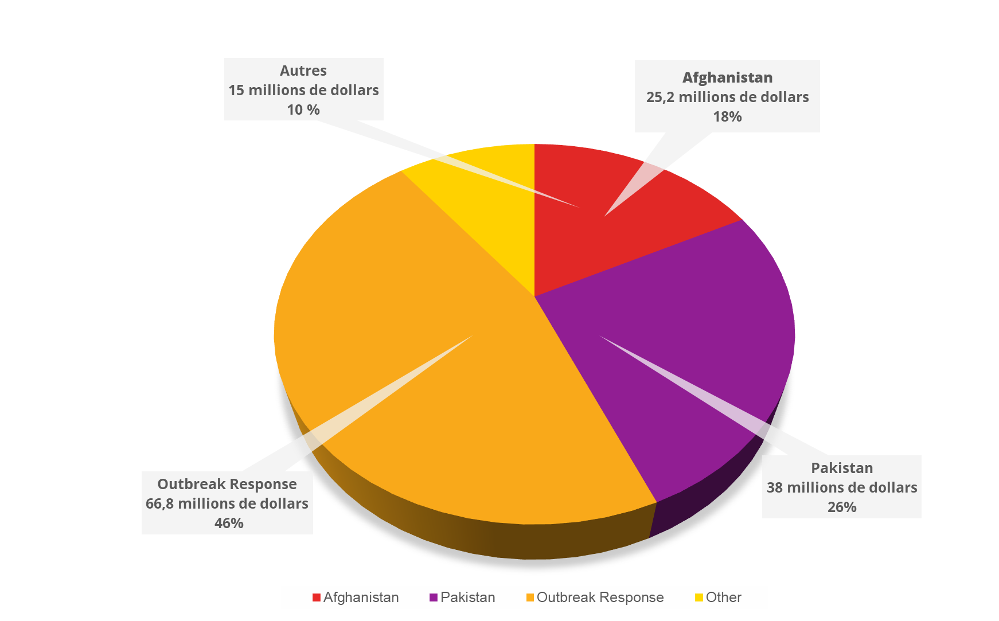 Autres
15 millions de dollars
10 %
Afghanistan
25,2 millions de dollars
18%
Outbreak Response
66,8 millions de dollars
46%
Pakistan
38 millions de dollars
26%
Afghanistan
Pakistan
Outbreak Response
Other